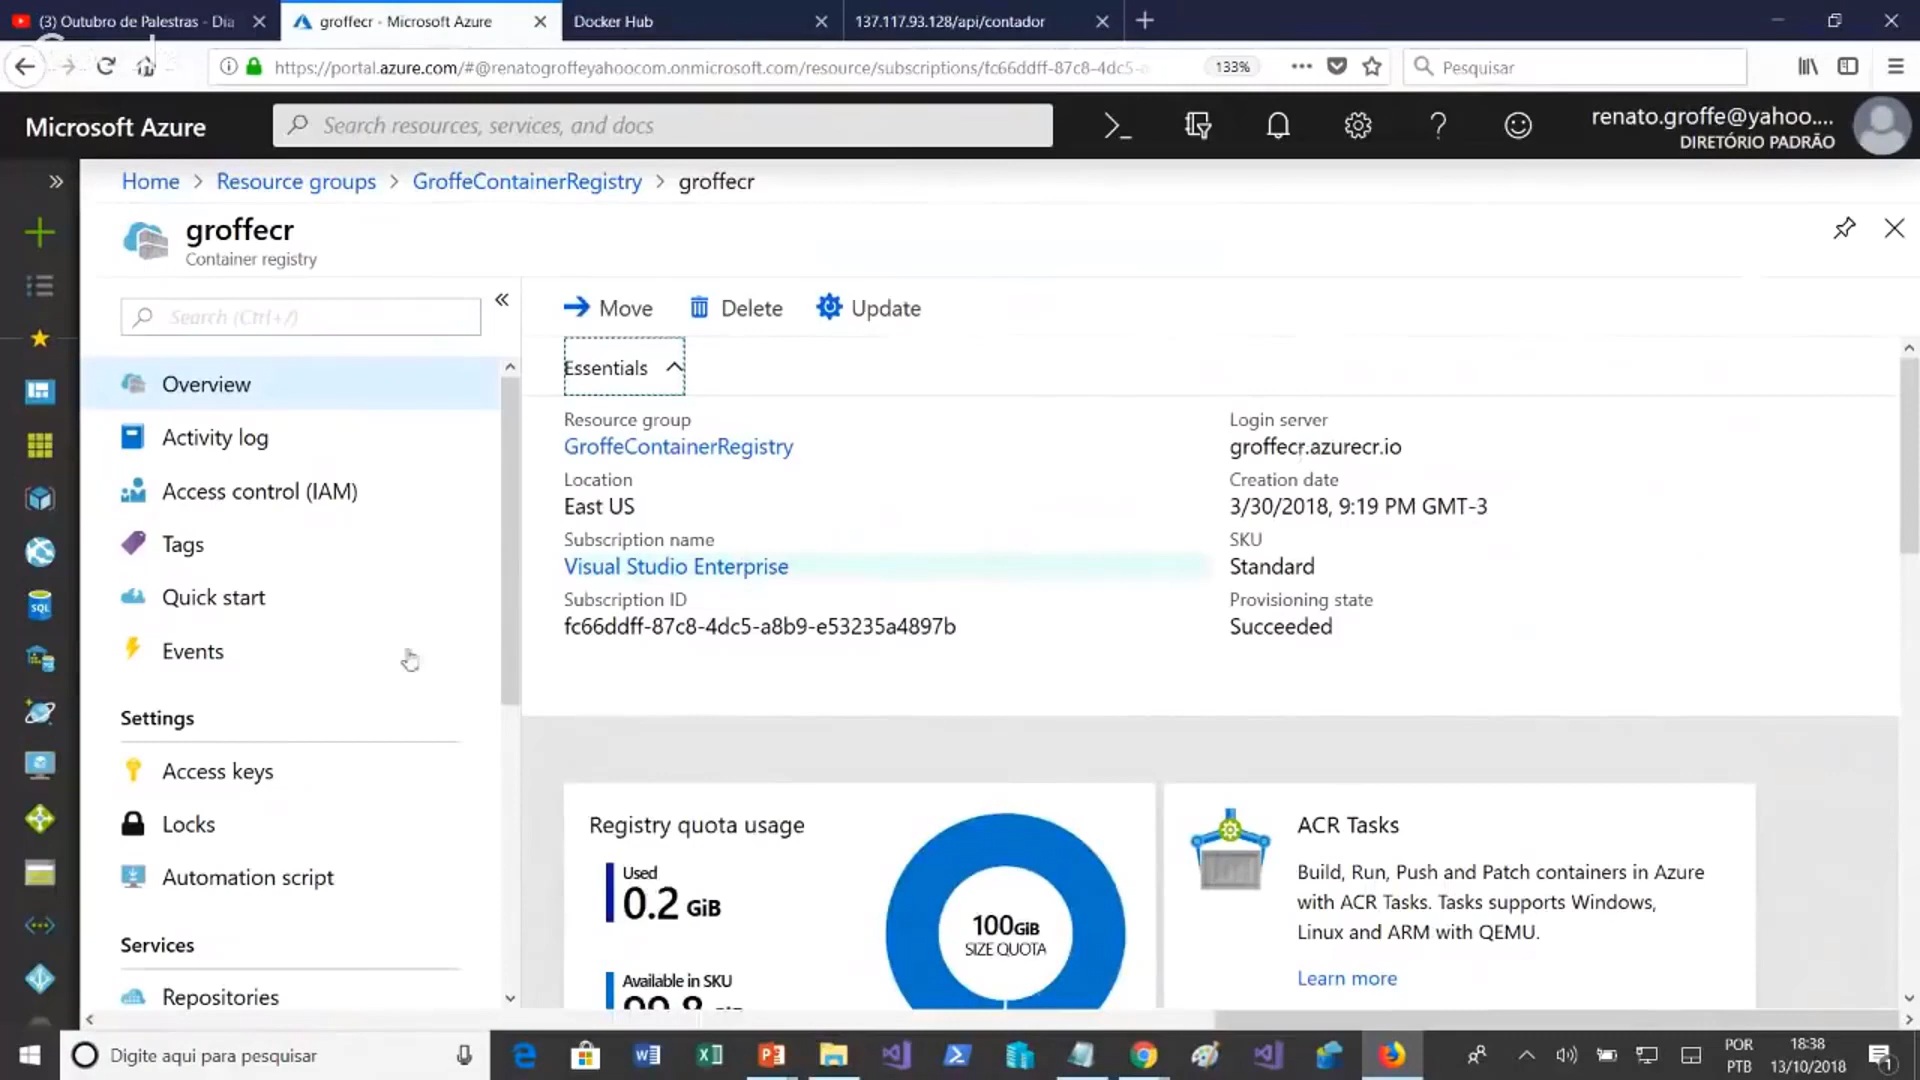 (3) Outubro de Palestras - Dia
groffecr - Microsoft Azure
Docker Hub
137.117.93.128/api/contador
https://portal.azure.com/#@renatogroffeyahoocom.onmicrosoft.com/resource/subscriptions/fc66ddff-87c8-4dc5-a
133%
Pesquisar
Microsoft Azure
Search resources, services, and docs
renato.groffe@yahoo....
DIRETÓRIO PADRÃO
Home > Resource groups > GroffeContainerRegistry > groffecr
groffecr
Container registry
Search (Ctrl+/)
Move
Delete
Update
Overview
Activity log
Access control (IAM)
Tags
Quick start
Events
Settings
Access keys
Locks
Automation script
Services
Repositories
Essentials
Resource group
GroffeContainerRegistry
Location
East US
Subscription name
Visual Studio Enterprise
Subscription ID
fc66ddff-87c8-4dc5-a8b9-e53235a4897b
Login server
groffecr.azurecr.io
Creation date
3/30/2018, 9:19 PM GMT-3
SKU
Standard
Provisioning state
Succeeded
Registry quota usage
Used
0.2 GiB
Available in SKU
99.8 GiB
100GiB
SIZE QUOTA
ACR Tasks
Build, Run, Push and Patch containers in Azure
with ACR Tasks. Tasks supports Windows,
Linux and ARM with QEMU.
Learn more
Digite aqui para pesquisar
POR
PTB
18:38
13/10/2018
1